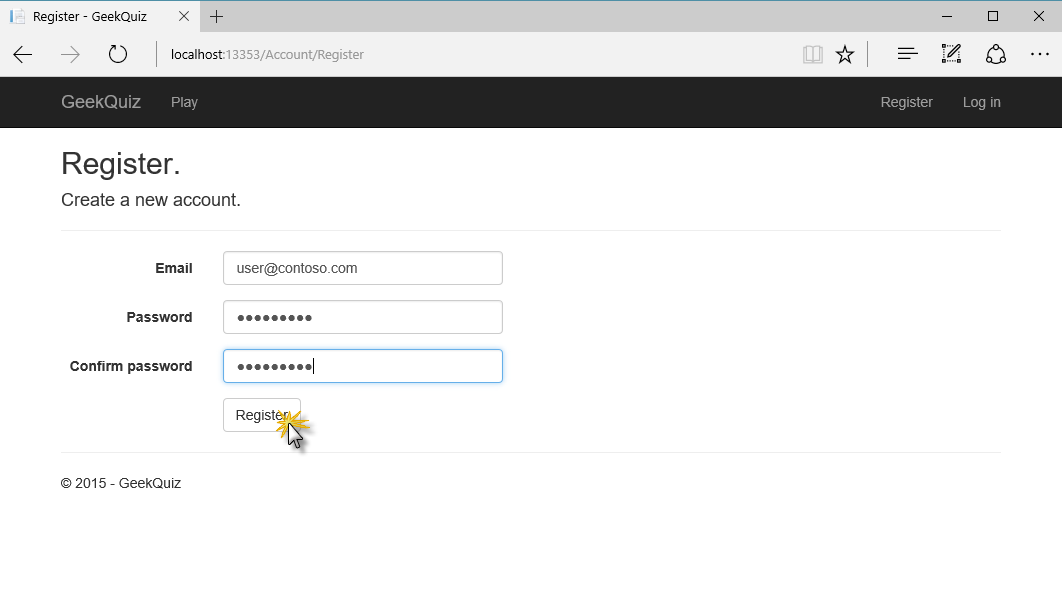 Register - GeekQuiz
localhost:13353/Account/Register
GeekQuiz Play Register Log in
Register.
Create a new account.
Email user@contoso.com
Password •••••••••
Confirm password •••••••••
Register
© 2015 - GeekQuiz